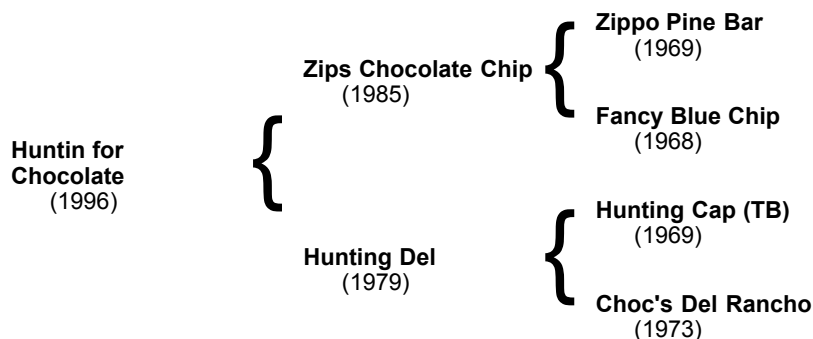 Huntin for
Chocolate
(1996)
Zips Chocolate Chip
(1985)
Hunting Del
(1979)
Zippo Pine Bar
(1969)
Fancy Blue Chip
(1968)
Hunting Cap (TB)
(1969)
Choc's Del Rancho
(1973)